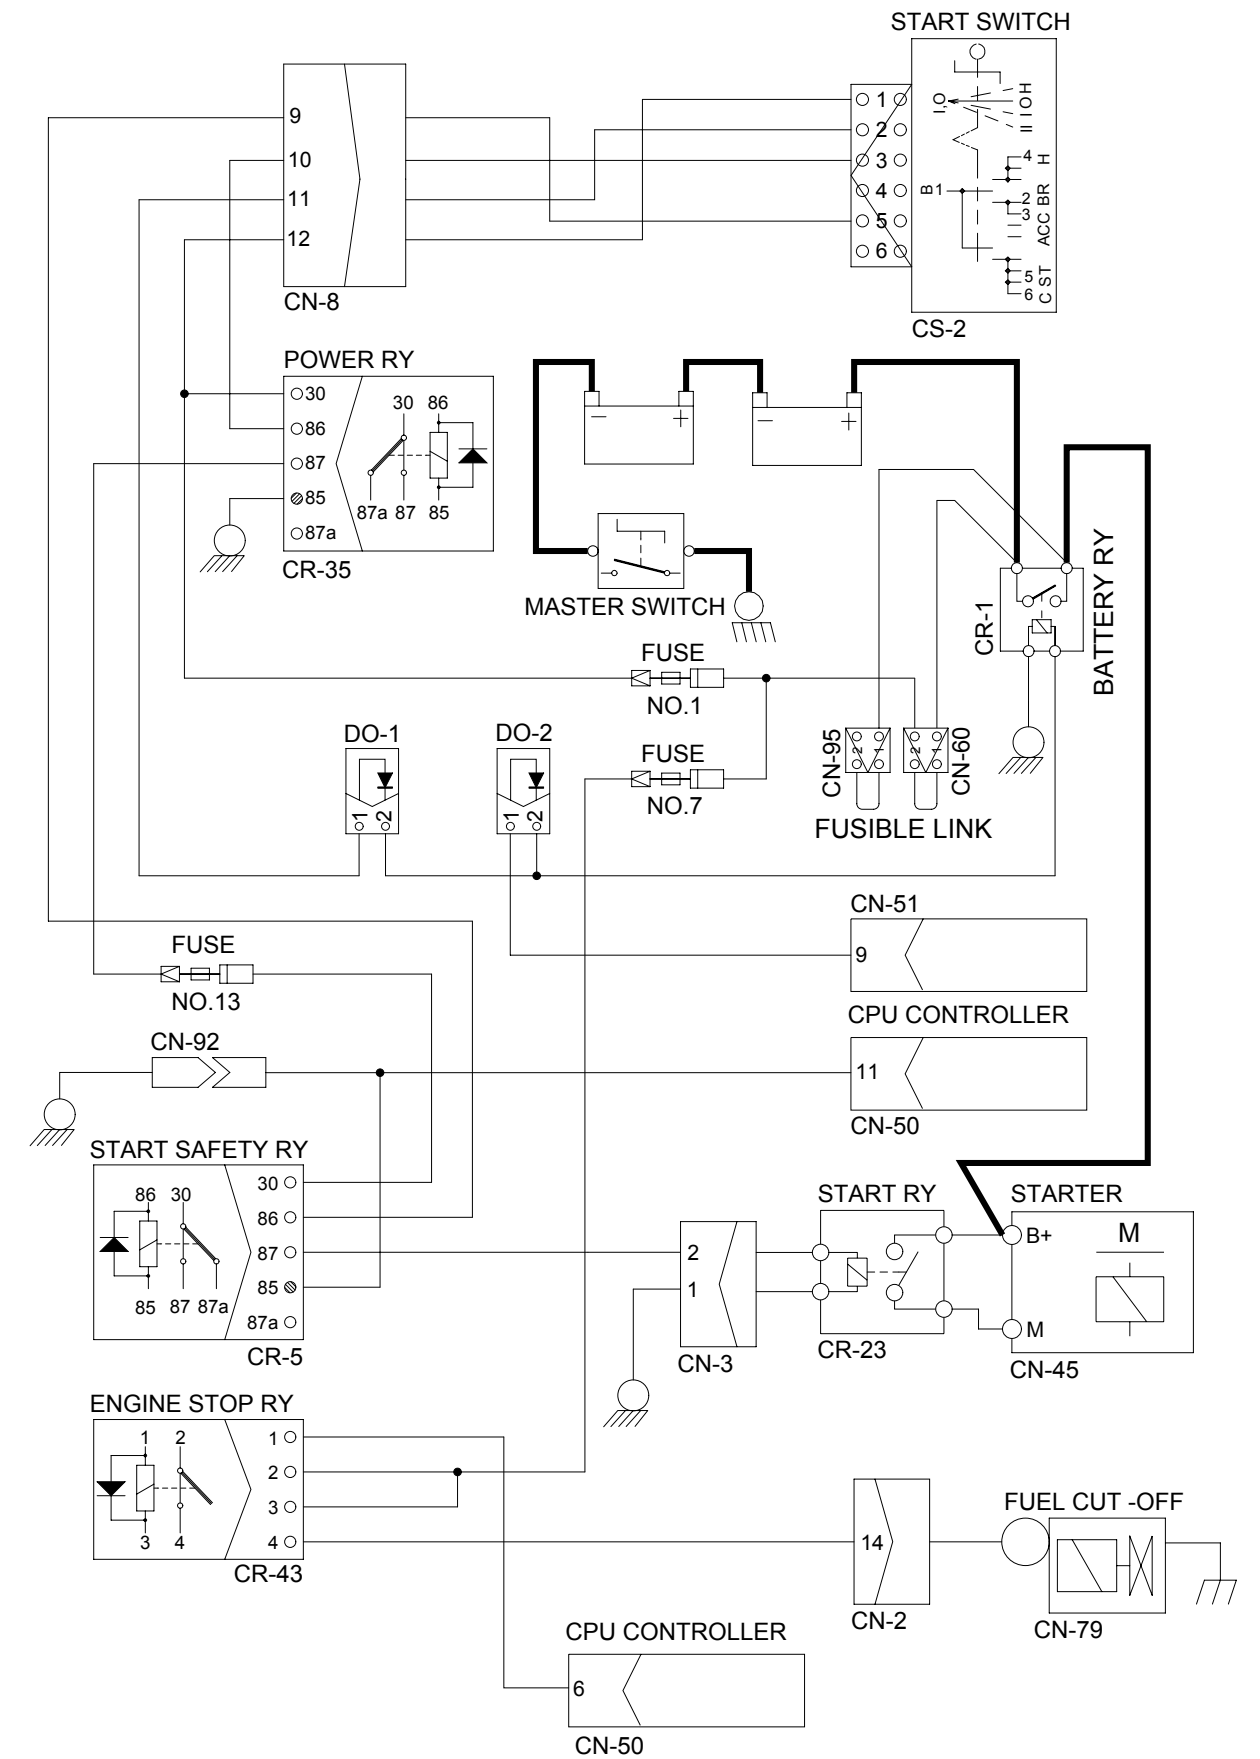 START SWITCH
I,O
H
O
I
II
1
2
3
4
5
6
B1
4 H
2 BR
3 ACC
5 ST
6 C
CS-2
9
10
11
12
CN-8
POWER RY
30
86
87
85
87a
30 86
87a 87 85
CR-35
− +
− +
MASTER SWITCH
CR-1
BATTERY RY
FUSE
NO.1
FUSE
NO.7
DO-1
1 2
DO-2
1 2
CN-95
2 1
2 1
CN-60
FUSIBLE LINK
CN-51
9
CPU CONTROLLER
11
CN-50
FUSE
NO.13
CN-92
START SAFETY RY
86 30
85 87 87a
30
86
87
85
87a
CR-5
2
1
CN-3
START RY
CR-23
STARTER
B+
M
M
CN-45
ENGINE STOP RY
1 2
3 4
1
2
3
4
CR-43
14
CN-2
FUEL CUT -OFF
CN-79
CPU CONTROLLER
6
CN-50